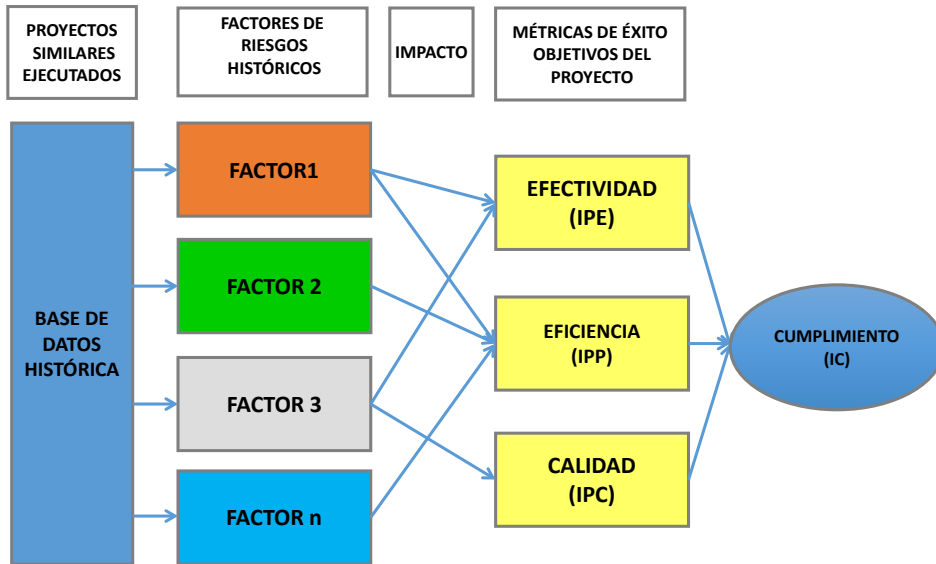 PROYECTOS
SIMILARES
EJECUTADOS
FACTORES DE
RIESGOS
HISTÓRICOS
IMPACTO
MÉTRICAS DE ÉXITO
OBJETIVOS DEL
PROYECTO
BASE DE
DATOS
HISTÓRICA
FACTOR1
FACTOR 2
FACTOR 3
FACTOR n
EFECTIVIDAD
(IPE)
EFICIENCIA
(IPP)
CALIDAD
(IPC)
CUMPLIMIENTO
(IC)